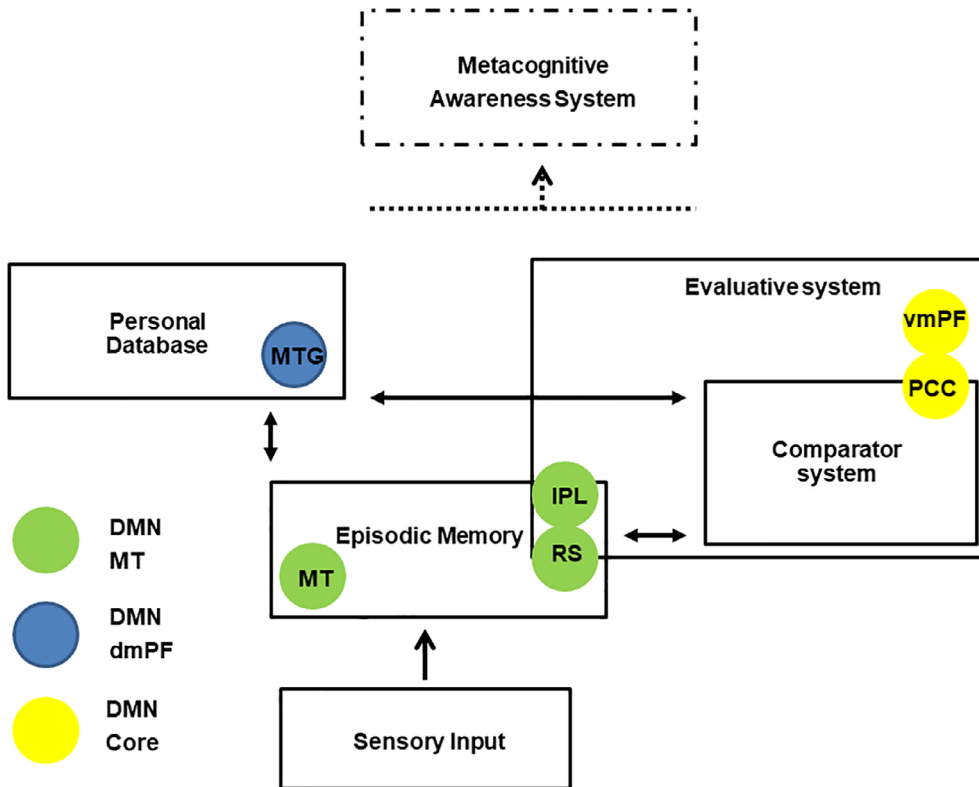 Metacognitive
Awareness System
Evaluative system
vmPF
Personal
Database
MTG
PCC
Comparator
system
IPL
Episodic Memory
RS
MT
DMN
MT
DMN
dmPF
DMN
Core
Sensory Input